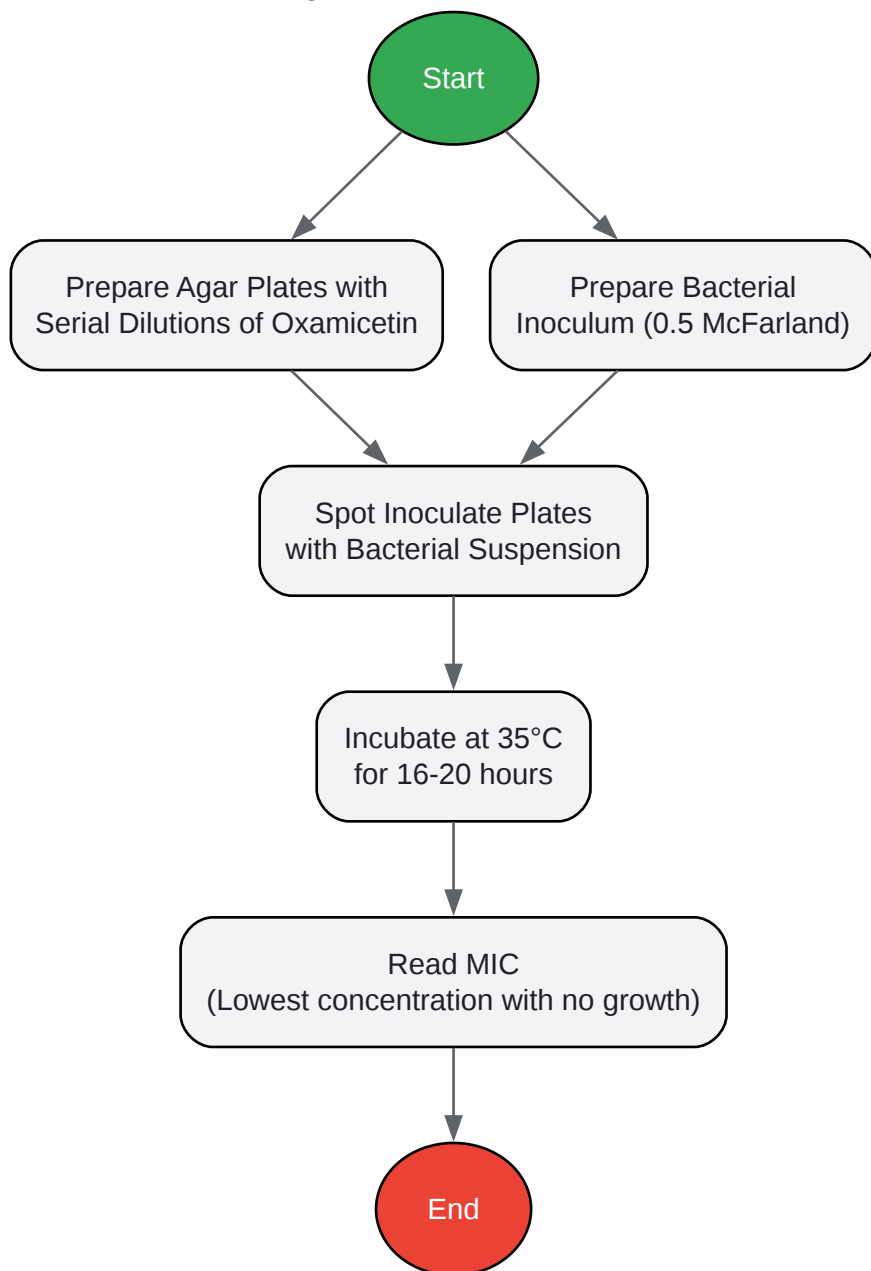 Start
Prepare Agar Plates with
Serial Dilutions of Oxamicetin
Prepare Bacterial
Inoculum (0.5 McFarland)
Spot Inoculate Plates
with Bacterial Suspension
Incubate at 35°C
for 16-20 hours
Read MIC
(Lowest concentration with no growth)
End